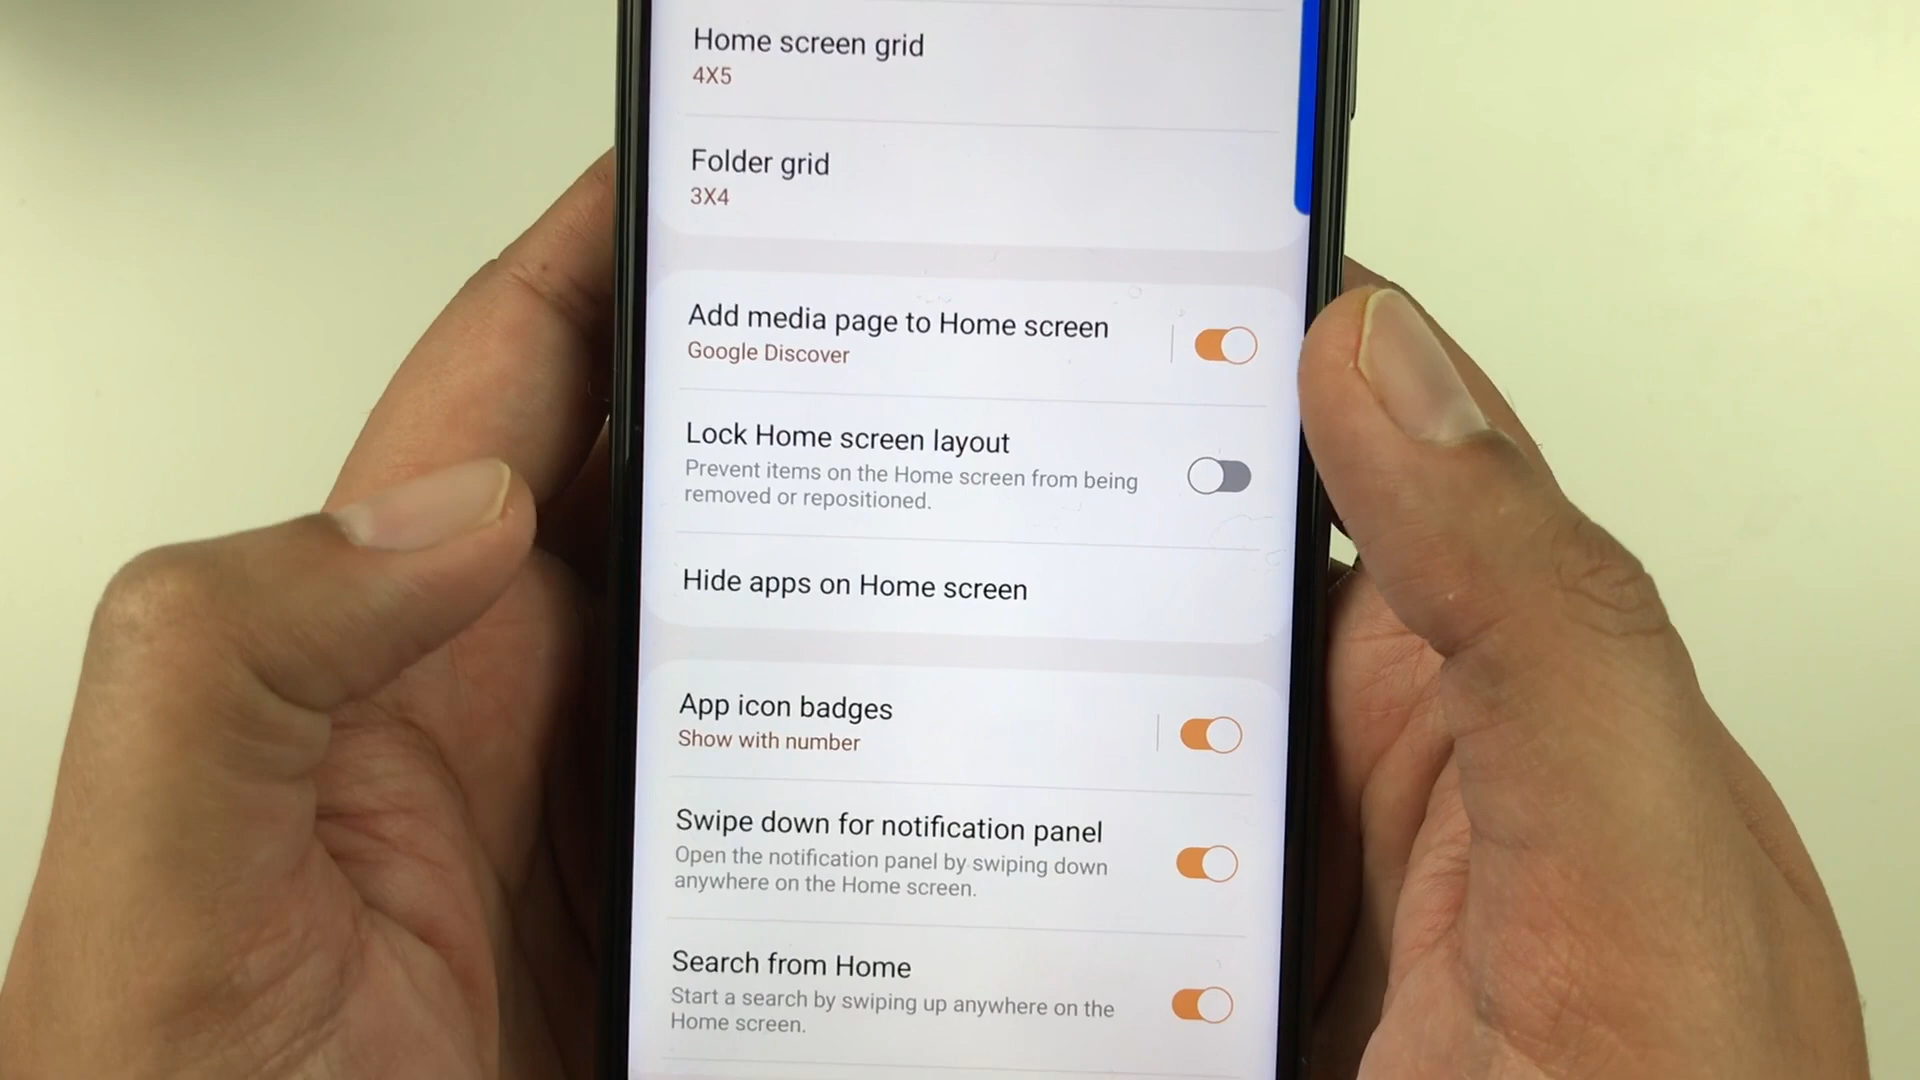 Home screen grid
4X5
Folder grid
3X4
Add media page to Home screen
Google Discover
Lock Home screen layout
Prevent items on the Home screen from being
removed or repositioned.
Hide apps on Home screen
App icon badges
Show with number
Swipe down for notification panel
Open the notification panel by swiping down
anywhere on the Home screen.
Search from Home
Start a search by swiping up anywhere on the
Home screen.